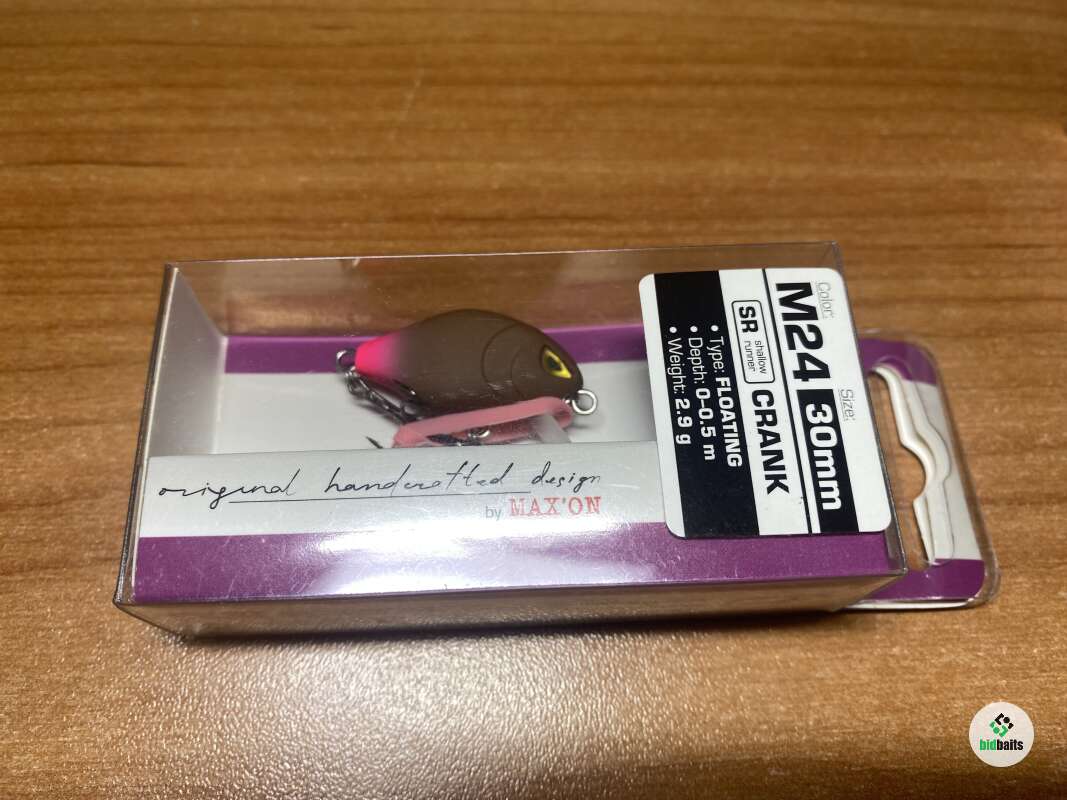 Color:
Size:
M24 30mm
SR shallow runner CRANK
• Type: FLOATING
• Depth: 0-0.5 m
• Weight: 2.9 g
original handcrafted design
by MAX'ON
bidbaits